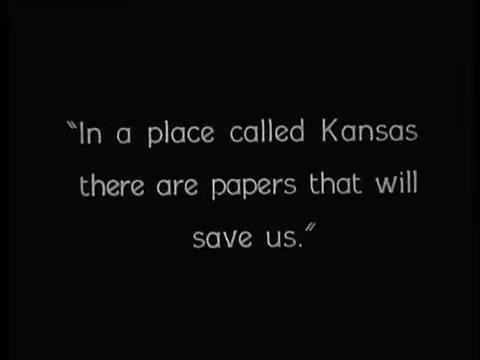 "In a place called Kansas
there are papers that will
save us."